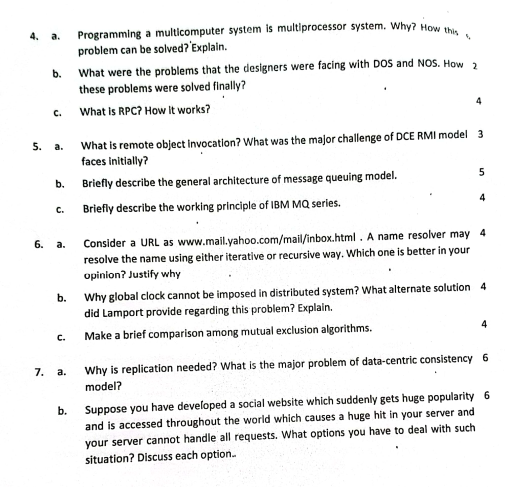 4. a. Programming a multicomputer system is multiprocessor system. Why? How this
problem can be solved? Explain.
b. What were the problems that the designers were facing with DOS and NOS. How 2
these problems were solved finally?
c. What is RPC? How it works? 4
5. a. What is remote object invocation? What was the major challenge of DCE RMI model 3
faces initially?
b. Briefly describe the general architecture of message queuing model. 5
c. Briefly describe the working principle of IBM MQ series. 4
6. a. Consider a URL as www.mail.yahoo.com/mail/inbox.html . A name resolver may 4
resolve the name using either iterative or recursive way. Which one is better in your
opinion? Justify why
b. Why global clock cannot be imposed in distributed system? What alternate solution 4
did Lamport provide regarding this problem? Explain.
c. Make a brief comparison among mutual exclusion algorithms. 4
7. a. Why is replication needed? What is the major problem of data-centric consistency 6
model?
b. Suppose you have developed a social website which suddenly gets huge popularity 6
and is accessed throughout the world which causes a huge hit in your server and
your server cannot handle all requests. What options you have to deal with such
situation? Discuss each option..